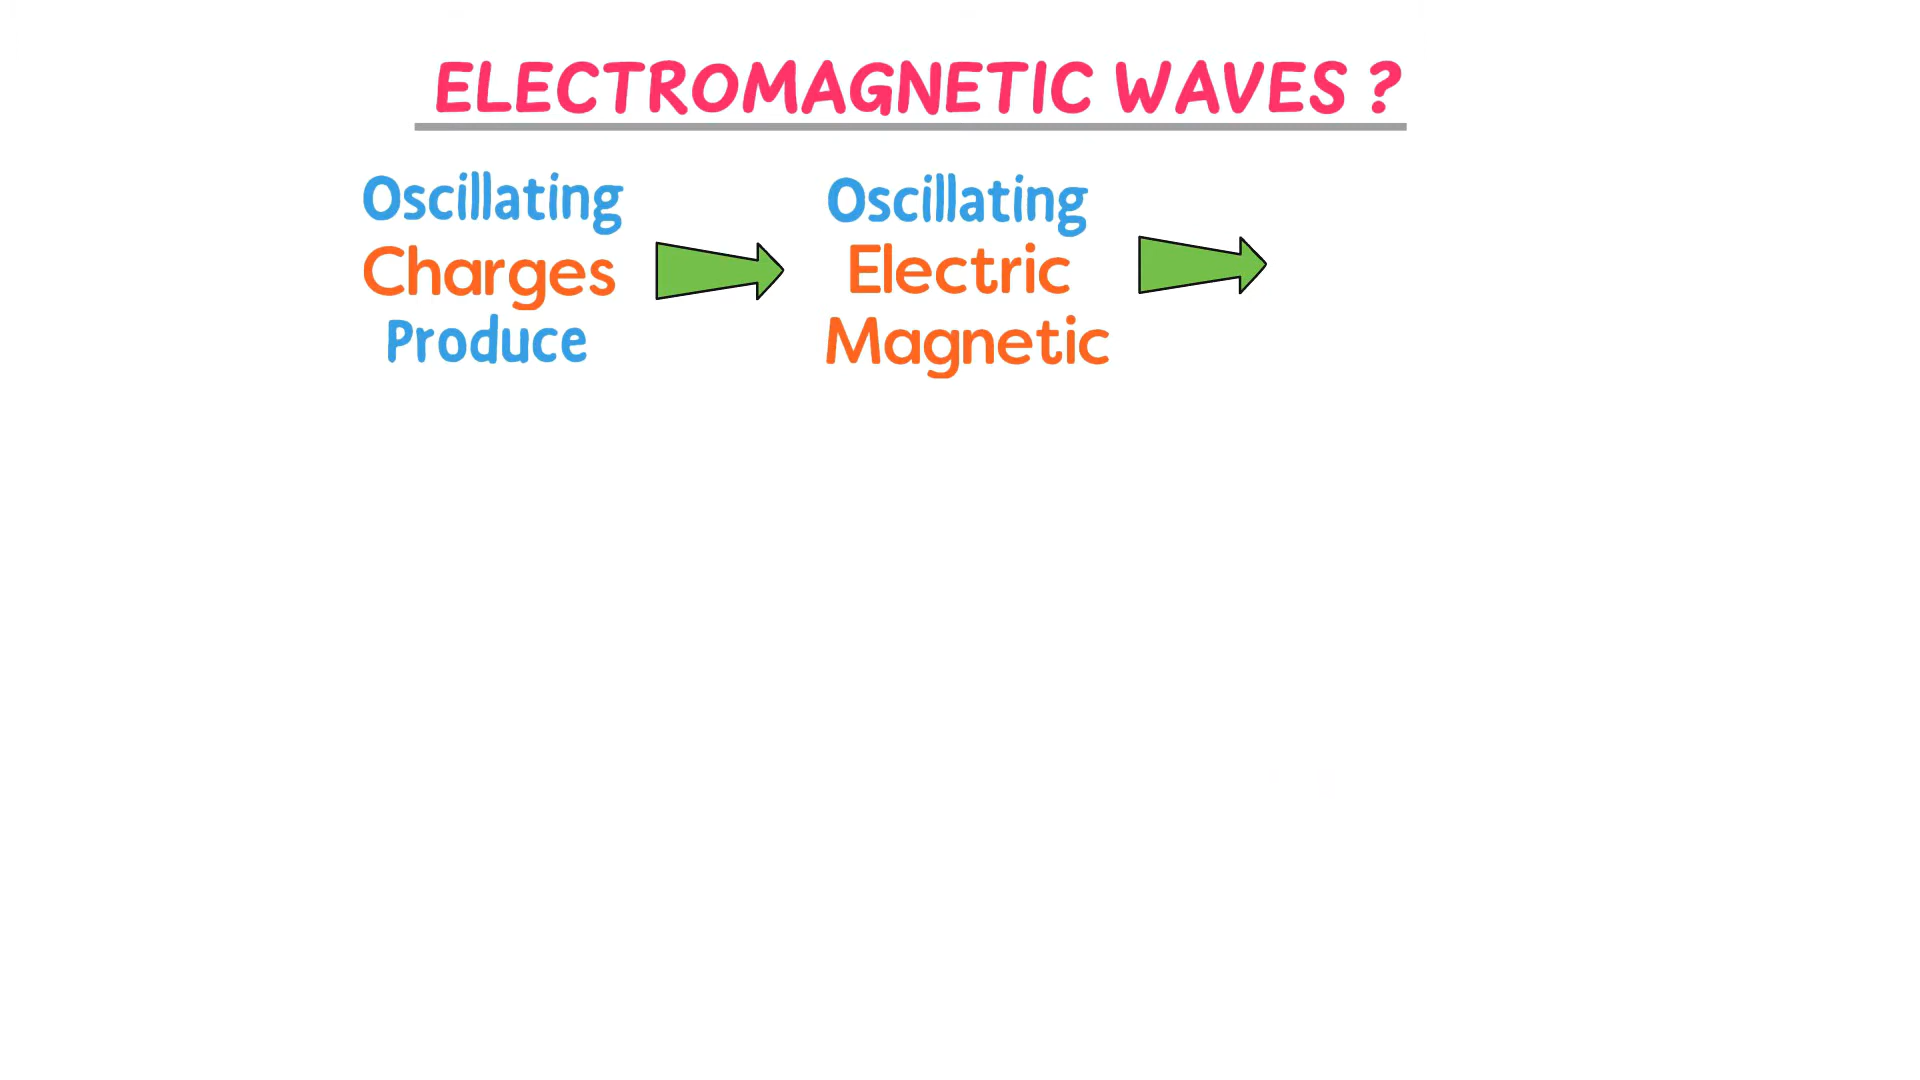 ELECTROMAGNETIC WAVES ?
Oscillating
Charges
Produce
Oscillating
Electric
Magnetic